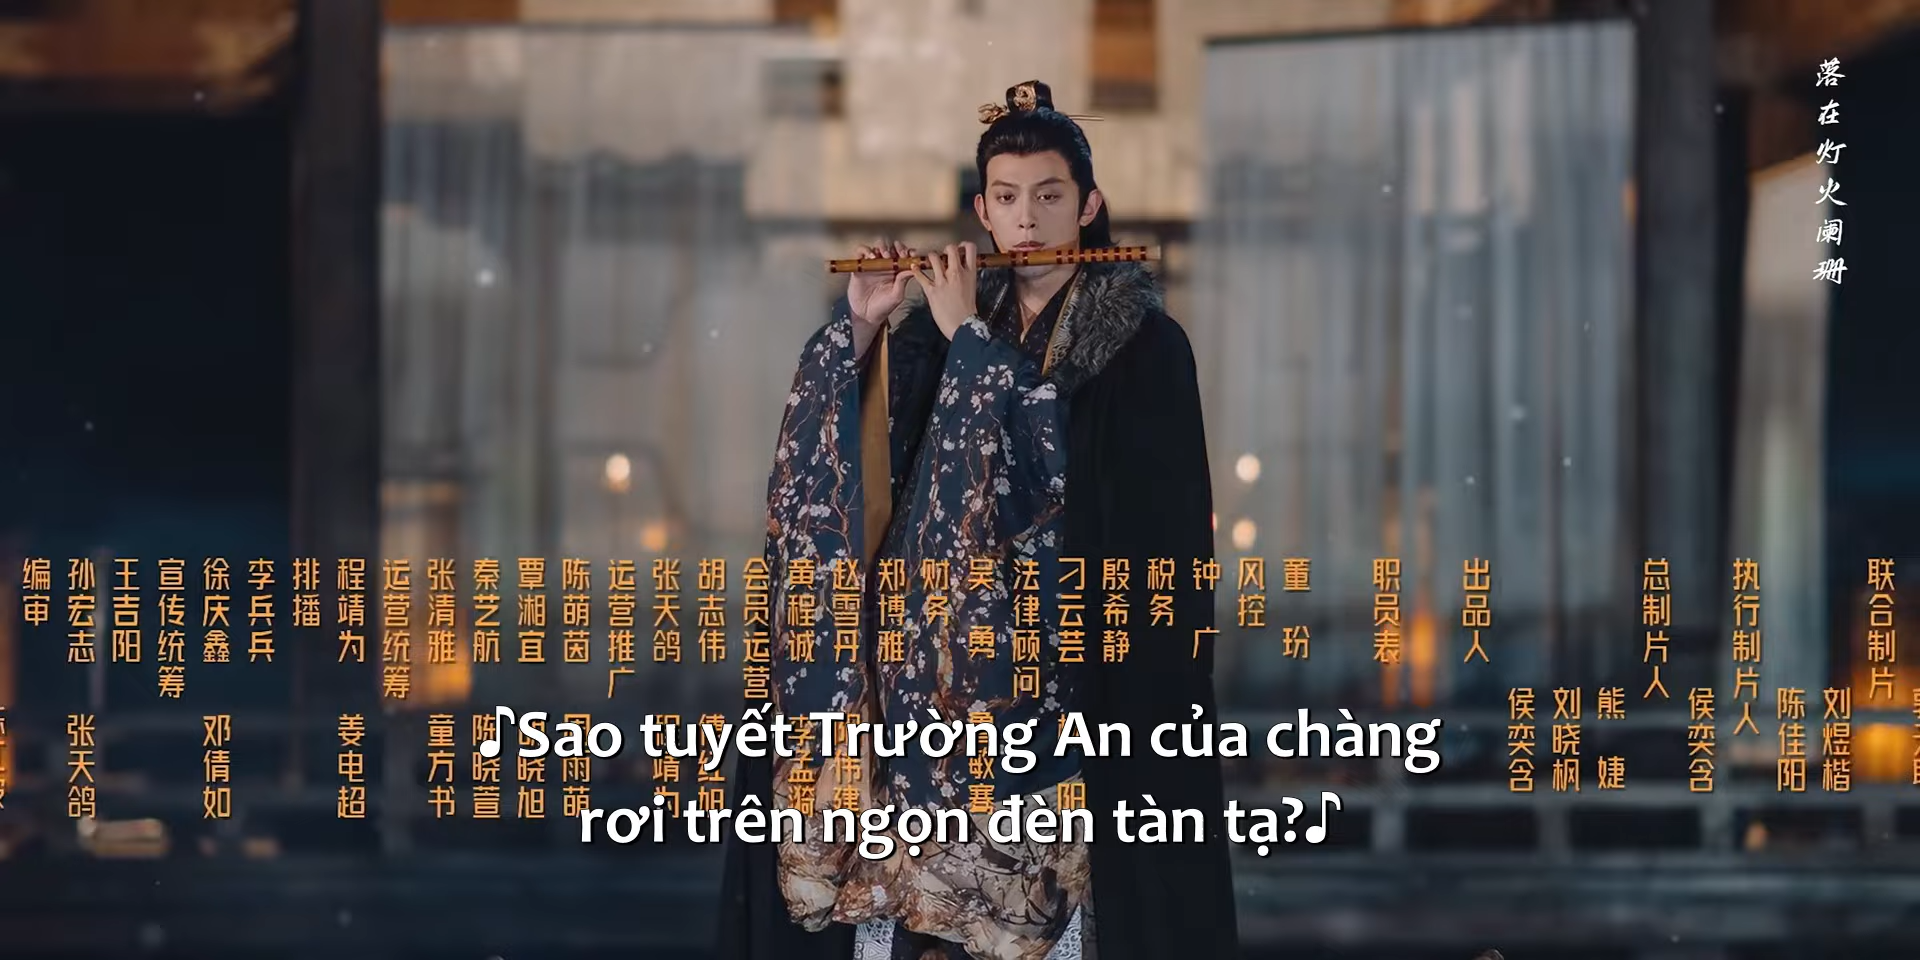 落在灯火阑珊
联合制片
执行制片人
陈佳阳
刘煜楷
总制片人
侯奕含
出品人
侯奕含
刘晓枫
熊婕
职员表
董玢
风控
钟广
税务
殷希静
刁云芸
法律顾问
吴勇
财务
郑博雅
赵雪丹
黄程诚
会员运营
胡志伟
张天鸽
运营推广
陈萌茵
覃湘宜
秦艺航
张清雅
童方书
运营统筹
程靖为
姜电超
排播
李兵兵
徐庆鑫
邓倩如
宣传统筹
王吉阳
孙宏志
张天鸽
编审
♪Sao tuyết Trường An của chàng
rơi trên ngọn đèn tàn tạ?♪